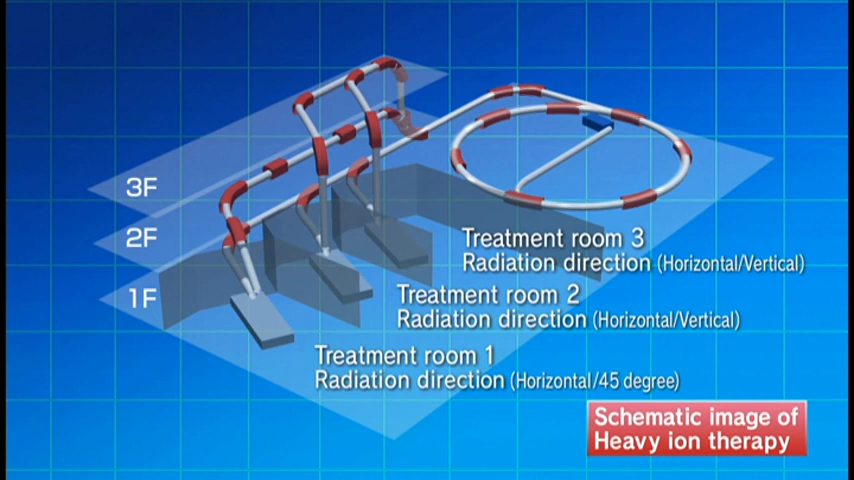 3F
2F
1F
Treatment room 3
Radiation direction (Horizontal/Vertical)
Treatment room 2
Radiation direction (Horizontal/Vertical)
Treatment room 1
Radiation direction (Horizontal/45 degree)
Schematic image of
Heavy ion therapy